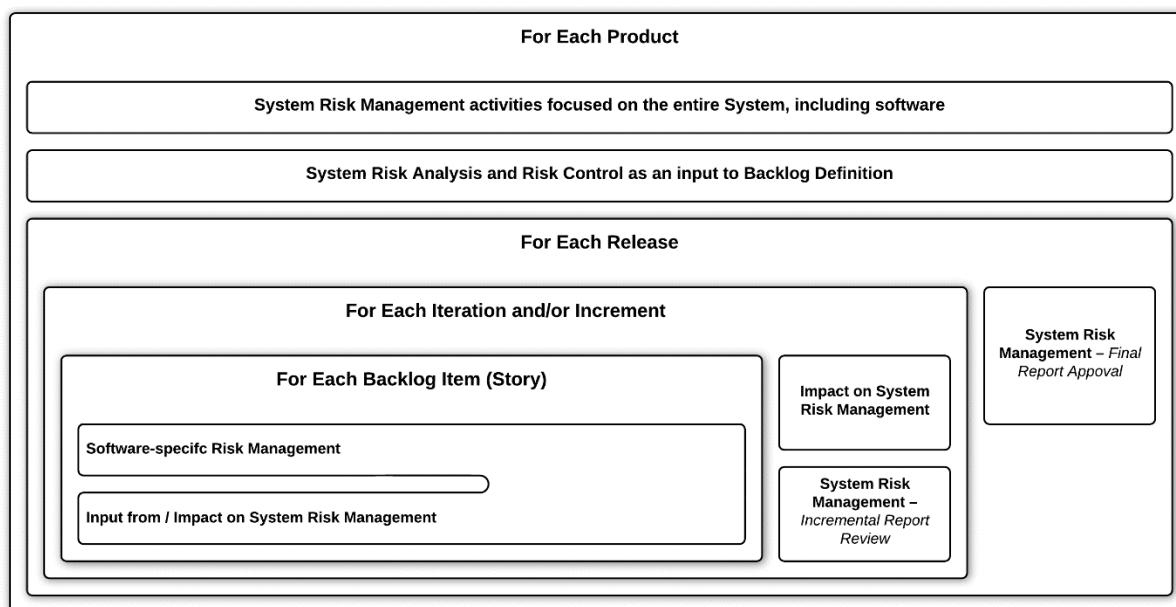 For Each Product
System Risk Management activities focused on the entire System, including software
System Risk Analysis and Risk Control as an input to Backlog Definition
For Each Release
For Each Iteration and/or Increment
For Each Backlog Item (Story)
Software-specifc Risk Management
Input from / Impact on System Risk Management
Impact on System
Risk Management
System Risk
Management –
Incremental Report
Review
System Risk
Management – Final
Report Appoval